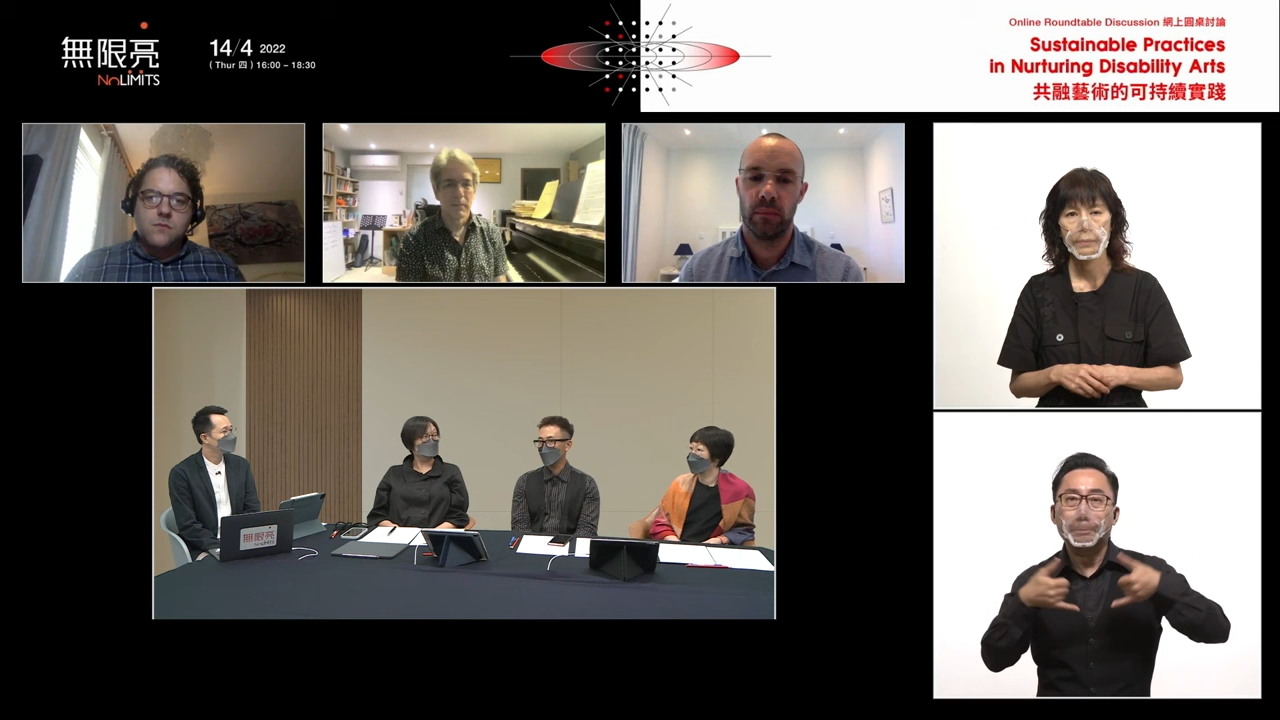 無限亮
NoLIMITS
14/4 2022
( Thur 四 ) 16:00 – 18:30
Online Roundtable Discussion 網上圓桌討論
Sustainable Practices
in Nurturing Disability Arts
共融藝術的可持續實踐
無限亮
NoLIMITS